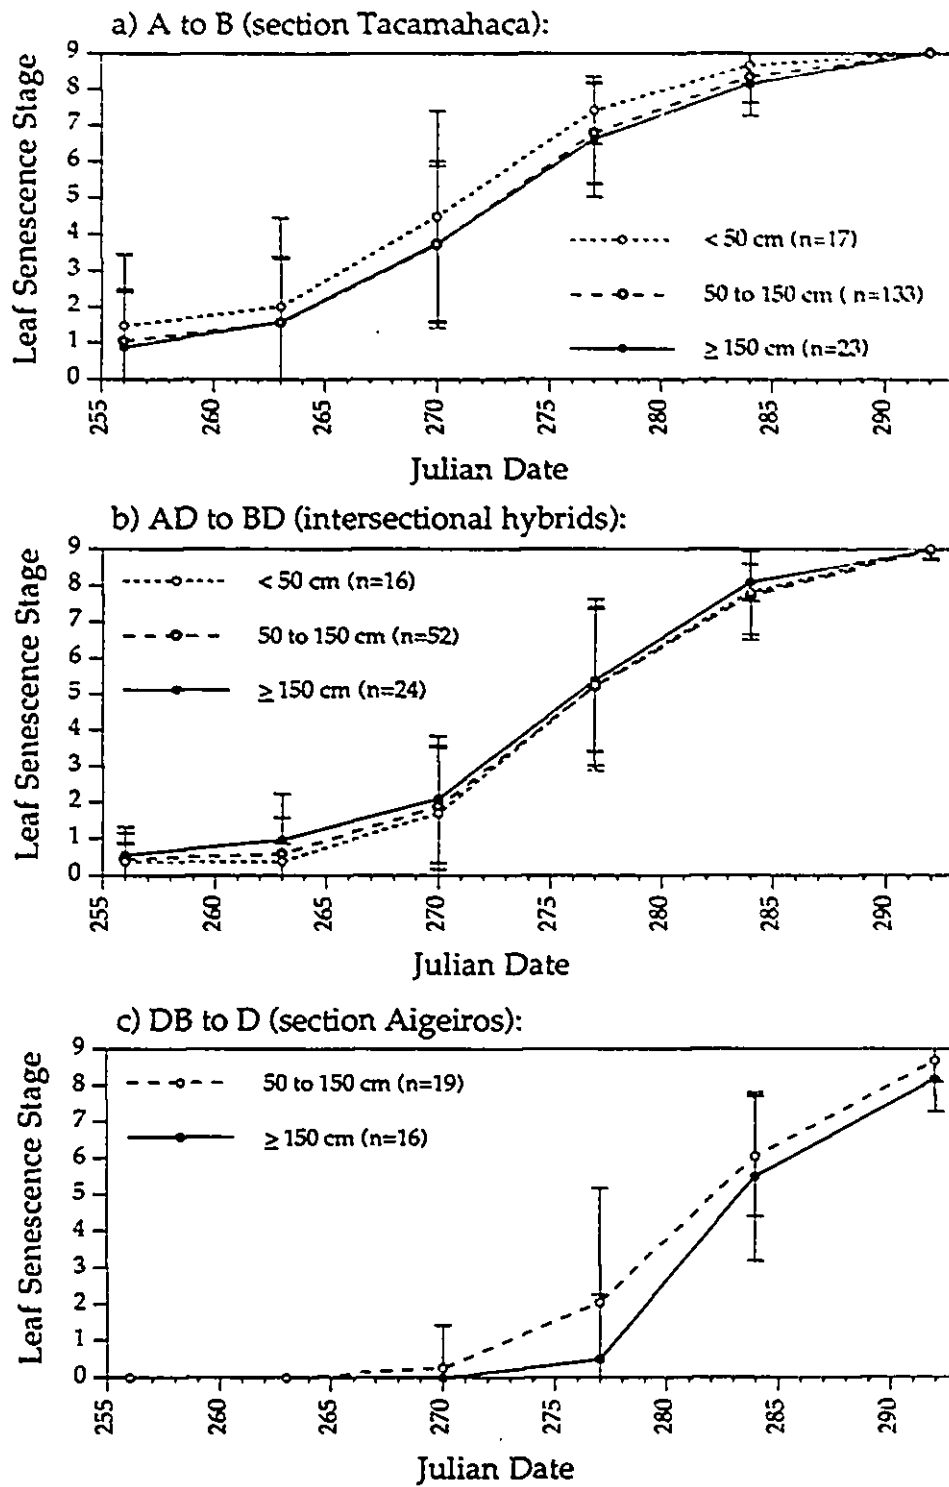 a) A to B (section Tacamahaca):
Leaf Senescence Stage
9
8
7
6
5
4
3
2
1
0
< 50 cm (n=17)
50 to 150 cm ( n=133)
≥ 150 cm (n=23)
255 260 265 270 275 280 285 290
Julian Date
b) AD to BD (intersectional hybrids):
Leaf Senescence Stage
9
8
7
6
5
4
3
2
1
0
< 50 cm (n=16)
50 to 150 cm (n=52)
≥ 150 cm (n=24)
255 260 265 270 275 280 285 290
Julian Date
c) DB to D (section Aigeiros):
Leaf Senescence Stage
9
8
7
6
5
4
3
2
1
0
50 to 150 cm (n=19)
≥ 150 cm (n=16)
255 260 265 270 275 280 285 290
Julian Date